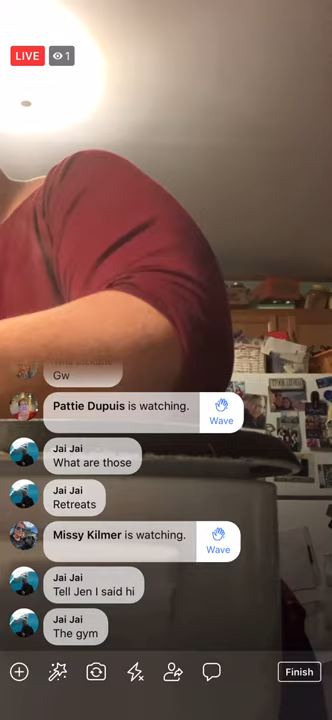 LIVE 1
Gw
Pattie Dupuis is watching.
Wave
Jai Jai
What are those
Jai Jai
Retreats
Missy Kilmer is watching.
Wave
Jai Jai
Tell Jen I said hi
Jai Jai
The gym
Finish